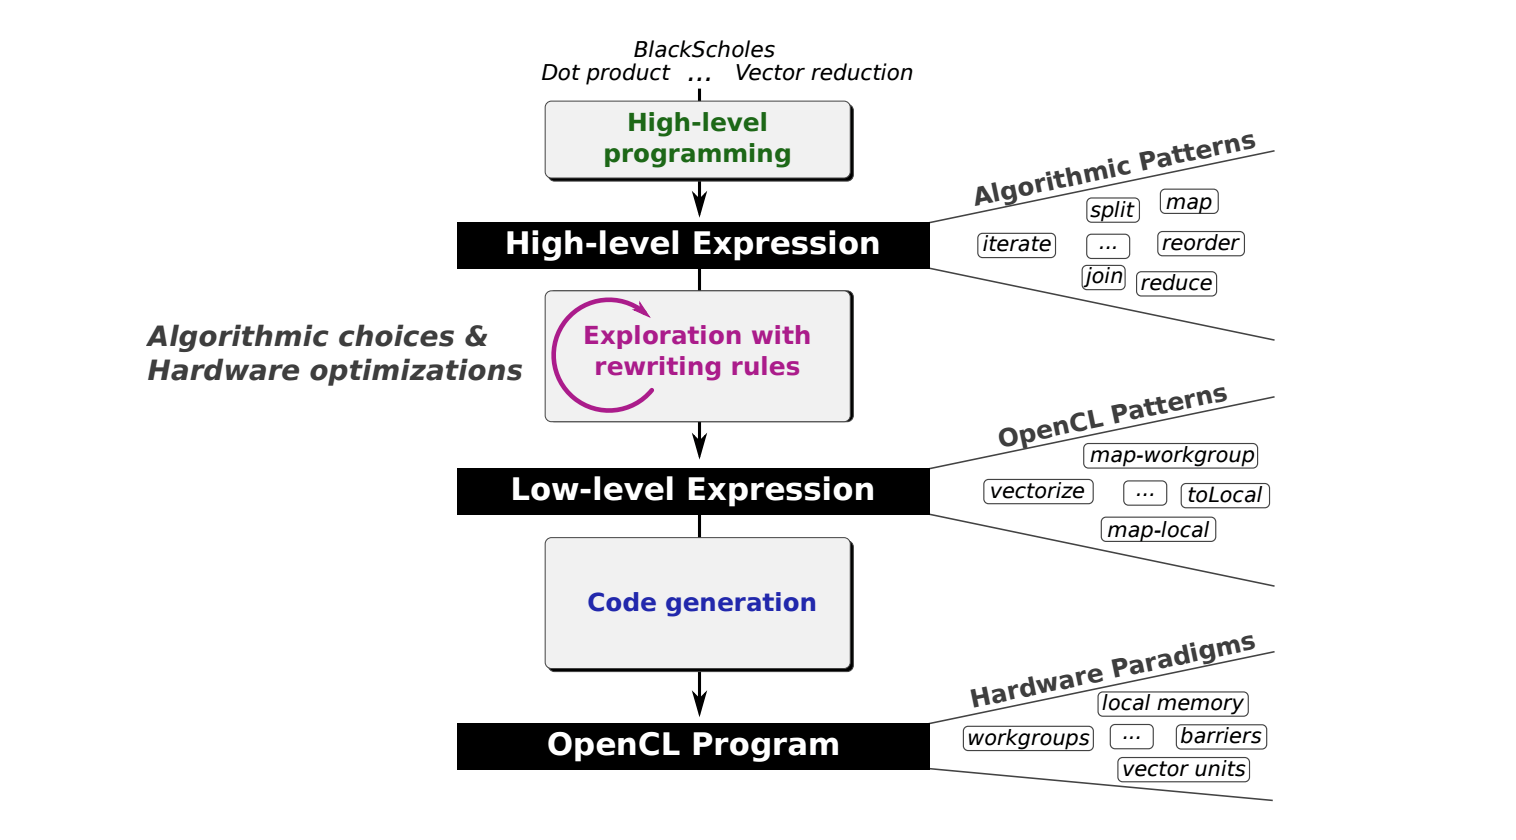 BlackScholes
Dot product ... Vector reduction
High-level
programming
High-level Expression
Algorithmic Patterns
split
map
iterate
...
reorder
join
reduce
Algorithmic choices &
Hardware optimizations
Exploration with
rewriting rules
Low-level Expression
OpenCL Patterns
map-workgroup
vectorize
...
toLocal
map-local
Code generation
OpenCL Program
Hardware Paradigms
local memory
workgroups
...
barriers
vector units